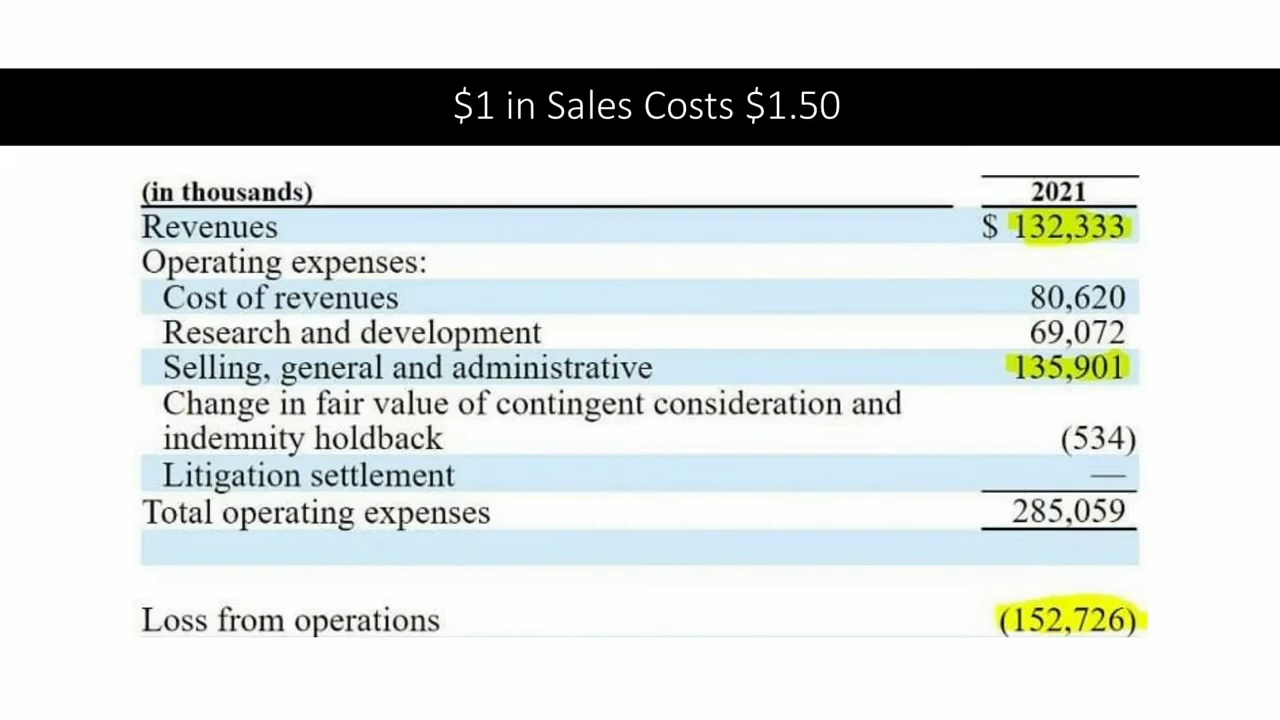 $1 in Sales Costs $1.50
(in thousands) 2021
Revenues $ 132,333
Operating expenses:
Cost of revenues 80,620
Research and development 69,072
Selling, general and administrative 135,901
Change in fair value of contingent consideration and
indemnity holdback (534)
Litigation settlement —
Total operating expenses 285,059
Loss from operations (152,726)